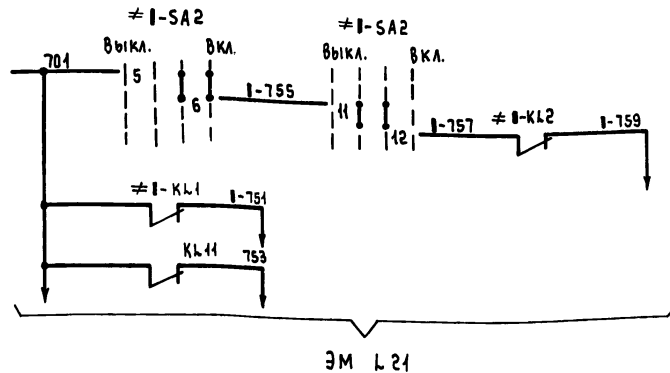 ≠ I-SA2
≠ I-SA2
ВЫКЛ. ВКЛ.
ВЫКЛ. ВКЛ.
701
5
6
I-755
11
12
I-757
≠ I-KL2
I-759
≠ I-KL1
I-751
KL11
753
ЭМ L21